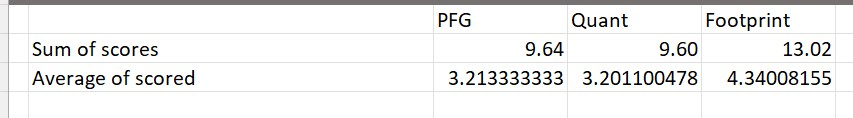 PFG Quant Footprint
Sum of scores 9.64 9.60 13.02
Average of scored 3.213333333 3.201100478 4.34008155